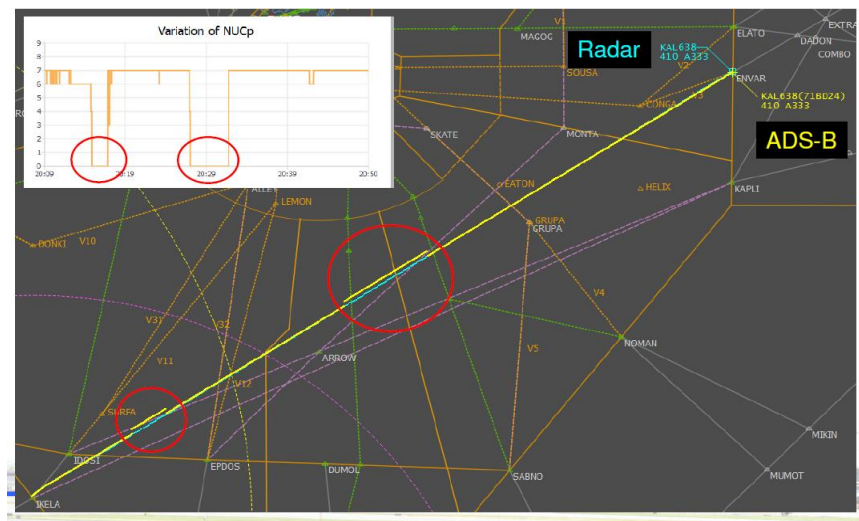 Variation of NUCp
9
8
7
6
5
4
3
2
1
0
20:09
20:19
20:29
20:39
20:50
V1
MAGOG
ELATO
EXTRA
DADON
COMBO
Radar
KAL638
410 A333
V2
SOUSA
ENVAR
CONGA
V3
KAL638(71BD24)
410 A333
ADS-B
SKATE
MONTA
EATON
HELIX
KAPLI
LEMON
GRUPA
GRUPA
DONKI
V10
V4
V31
V32
NOMAN
V11
ARROW
V5
V12
SURFA
MIKIN
IDOSI
EPDOS
DUMOL
SABNO
MUMOT
IKELA